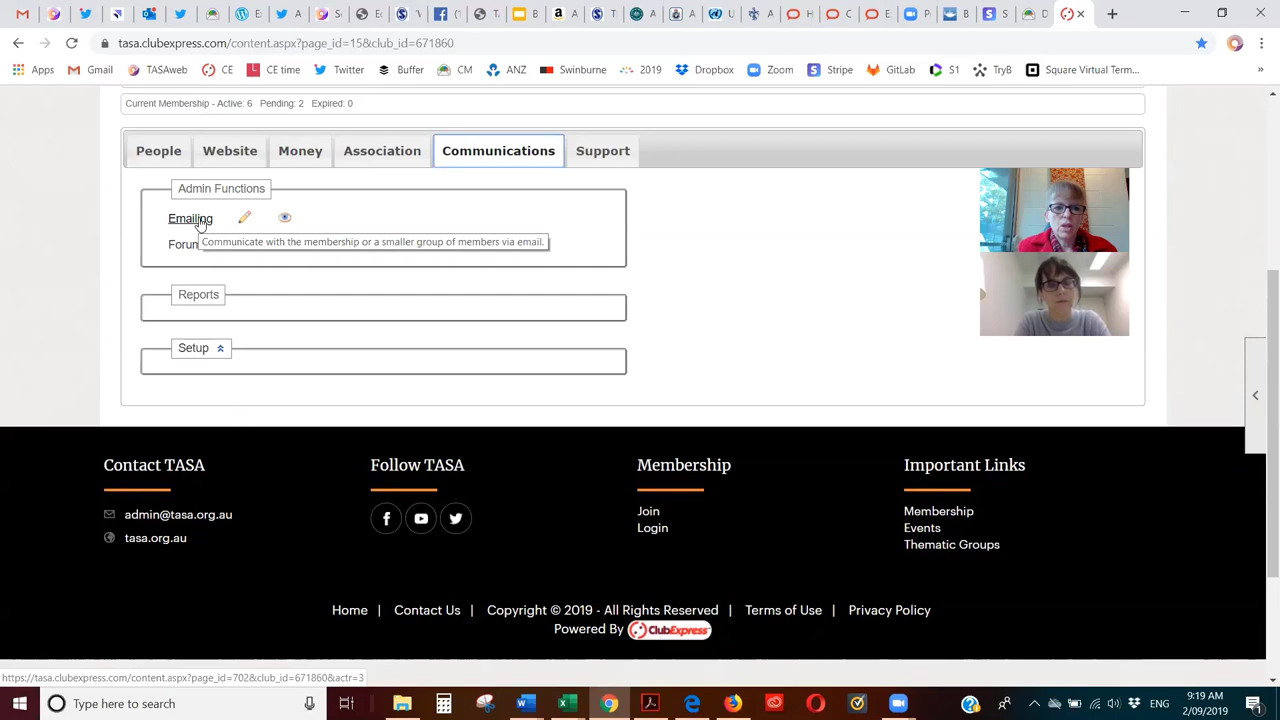 tasa.clubexpress.com/content.aspx?page_id=15&club_id=671860
Apps Gmail TASAweb CE CE time Twitter Buffer CM ANZ Swinburne 2019 Dropbox Zoom Stripe GitLab S1 TryB Square Virtual Term... »
Current Membership - Active: 6 Pending: 2 Expired: 0
People Website Money Association Communications Support
Admin Functions
Emailing
Communicate with the membership or a smaller group of members via email.
Reports
Setup
Contact TASA Follow TASA Membership Important Links
admin@tasa.org.au Join Membership
tasa.org.au Login Events
Thematic Groups
Home | Contact Us | Copyright © 2019 - All Rights Reserved | Terms of Use | Privacy Policy
Powered By ClubExpress
https://tasa.clubexpress.com/content.aspx?page_id=702&club_id=671860&actr=3
Type here to search
ENG
9:19 AM
2/09/2019